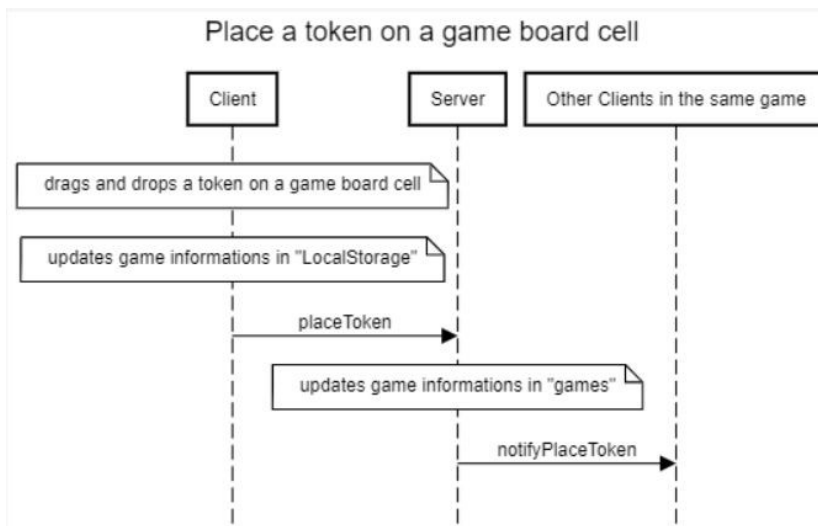 Place a token on a game board cell
Client
Server
Other Clients in the same game
drags and drops a token on a game board cell
updates game informations in "LocalStorage"
placeToken
updates game informations in "games"
notifyPlaceToken